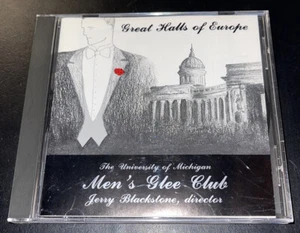 Great Halls of Europe
The University of Michigan
Men's Glee Club
Jerry Blackstone, director